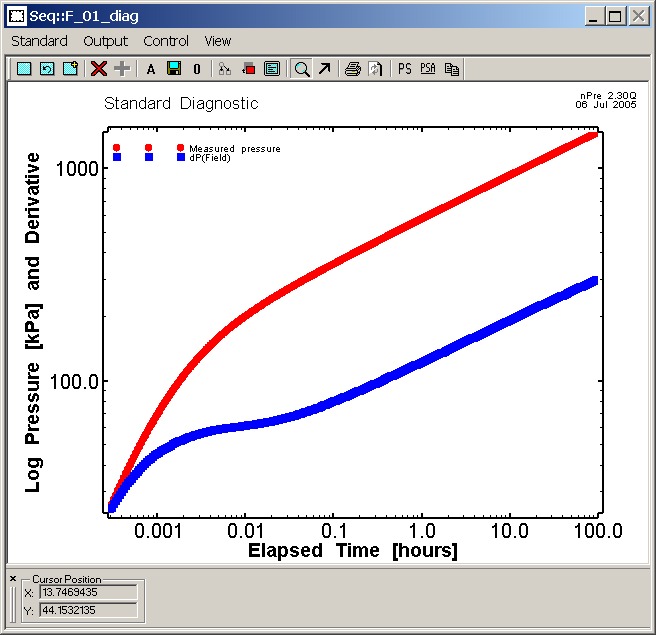 Seq::F_01_diag
Standard Output Control View
A 0 PS PSA
Standard Diagnostic
nPre 2.30Q
06 Jul 2005
Measured pressure
dP(Field)
Log Pressure [kPa] and Derivative
1000
100.0
0.001 0.01 0.1 1.0 10.0 100.0
Elapsed Time [hours]
Cursor Position
X: 13.7469435
Y: 44.1532135